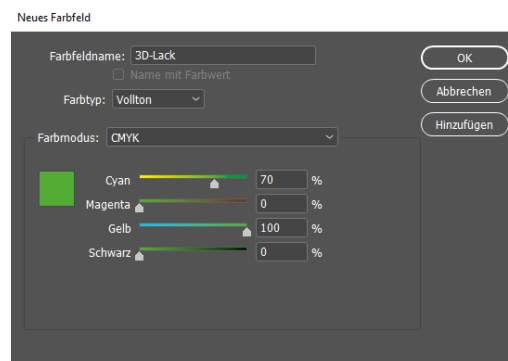 Neues Farbfeld
Farbfeldname: 3D-Lack
Name mit Farbwert
Farbtyp: Vollton
Farbmodus: CMYK
Cyan 70 %
Magenta 0 %
Gelb 100 %
Schwarz 0 %
OK
Abbrechen
Hinzufügen